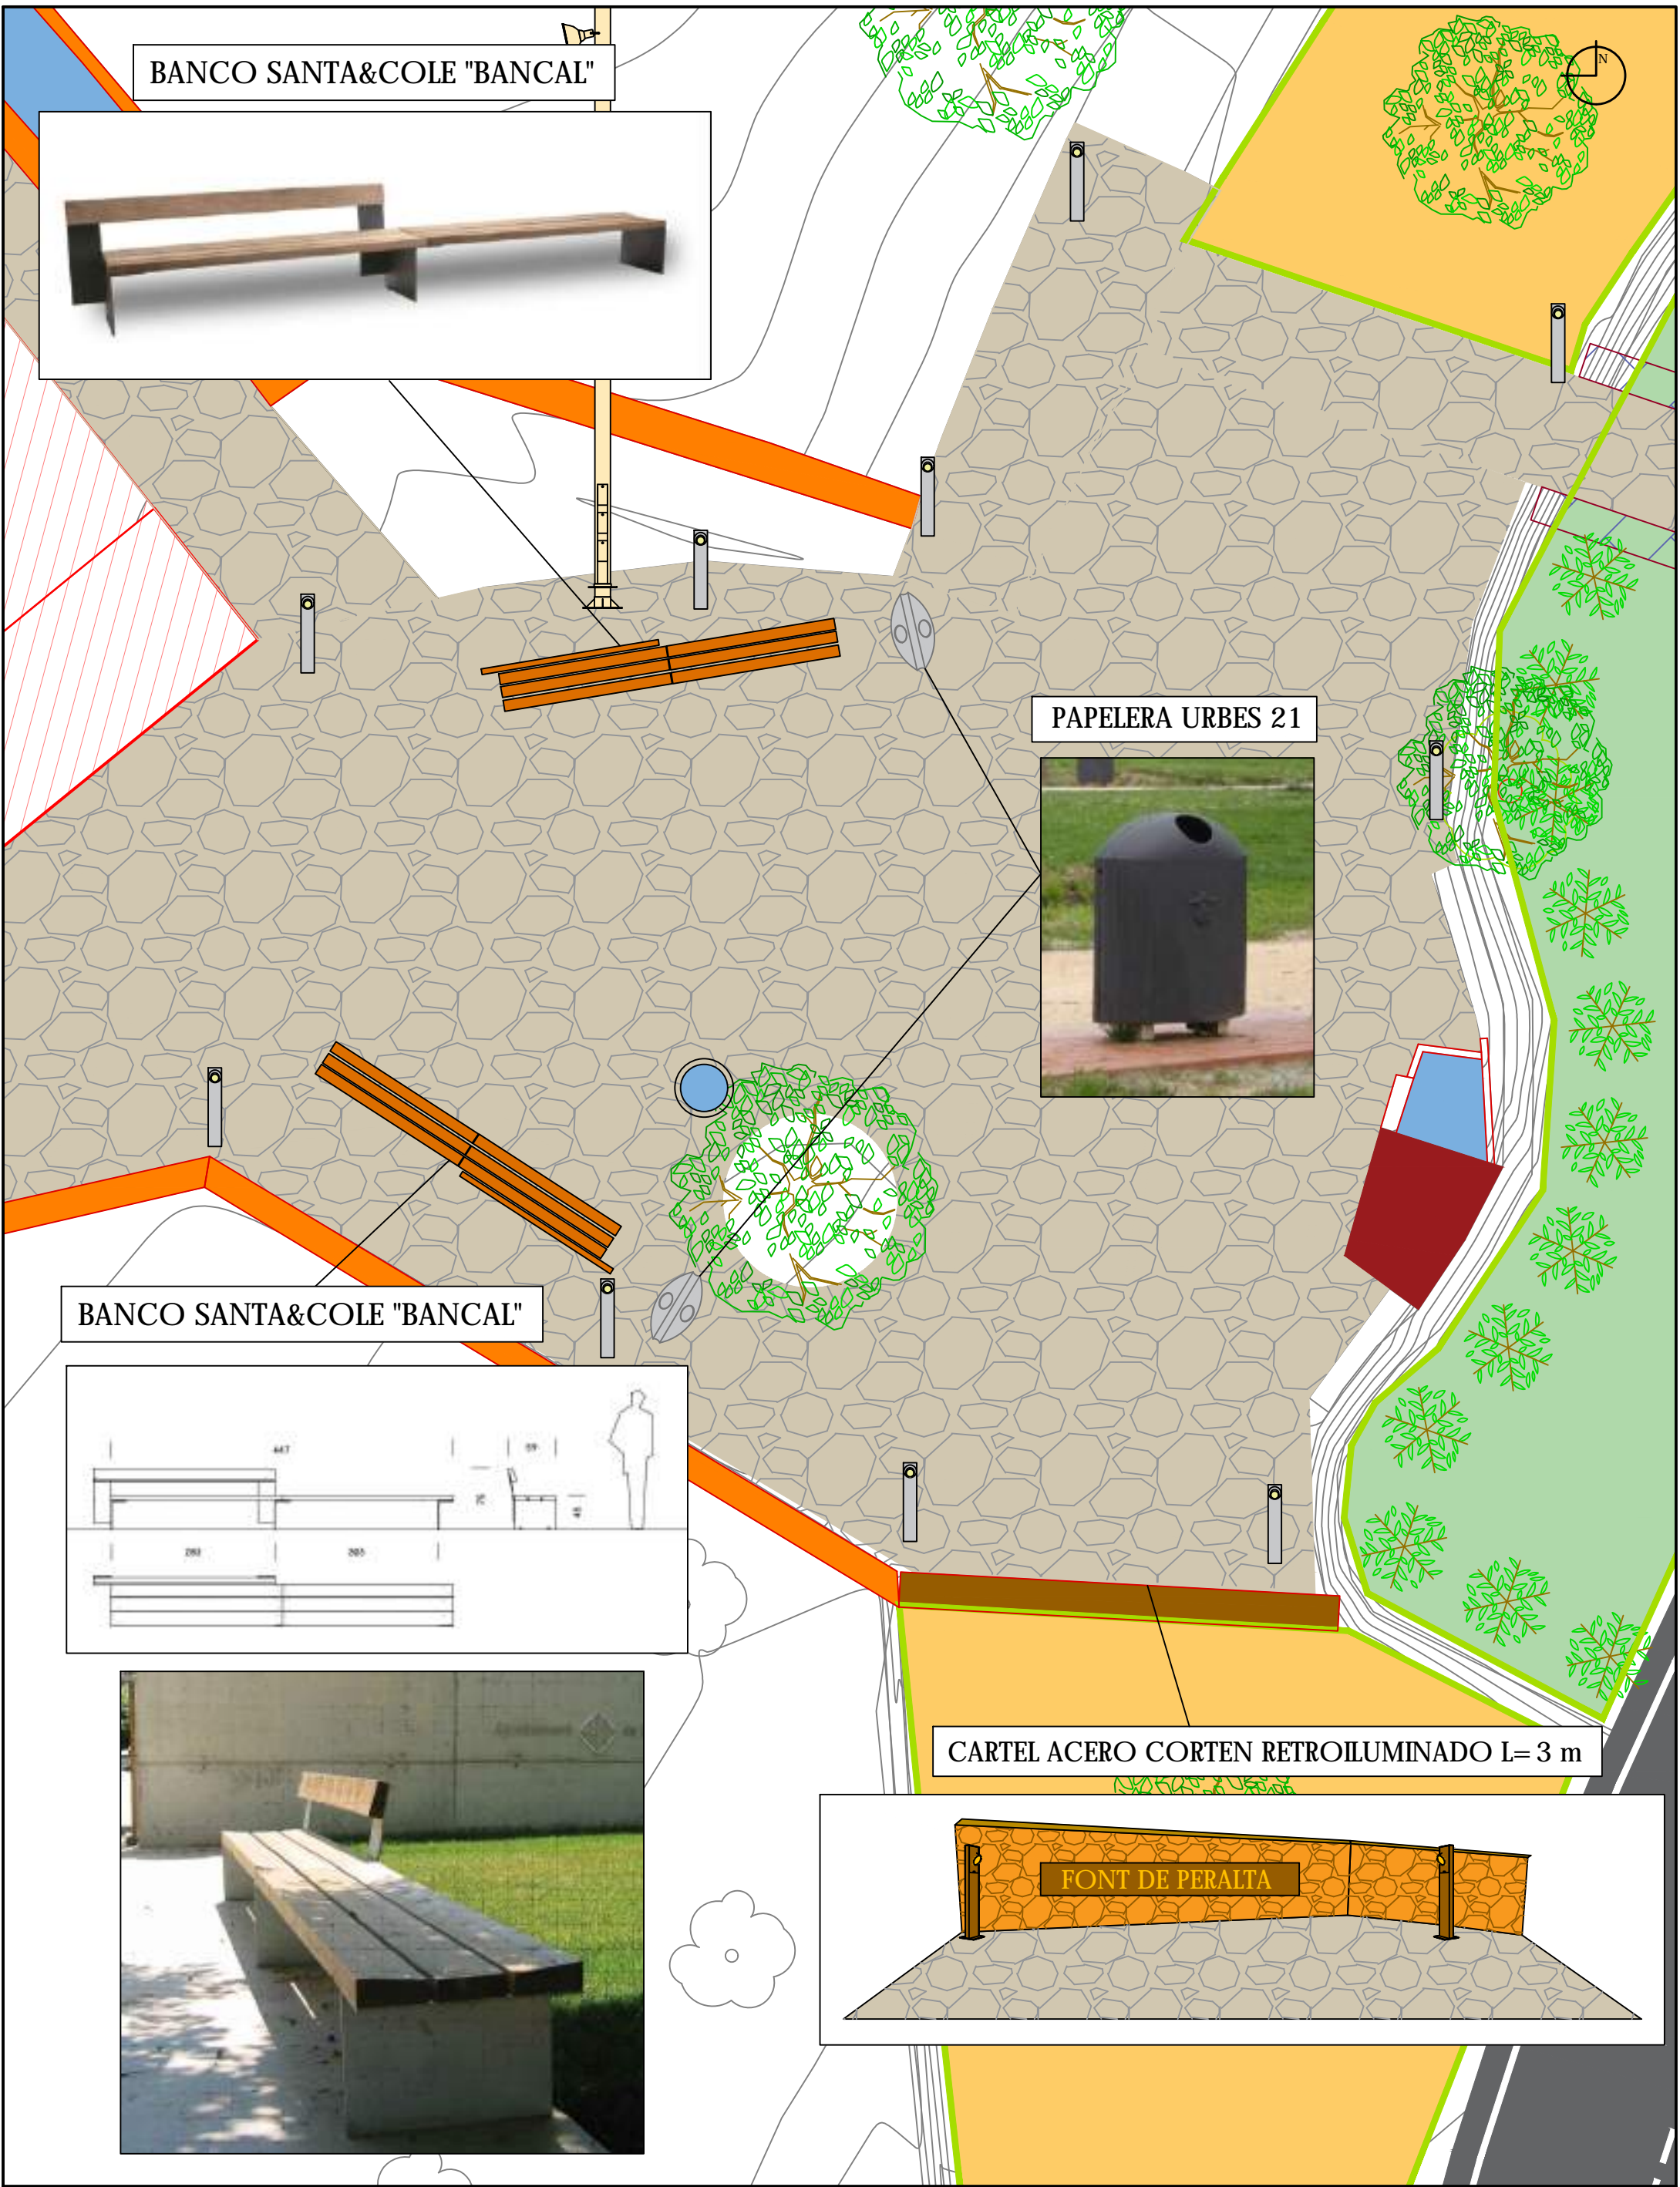 BANCO SANTA&COLE "BANCAL"
N
PAPELERA URBES 21
BANCO SANTA&COLE "BANCAL"
59
CARTEL ACERO CORTEN RETROILUMINADO L= 3 m
FONT DE PERALTA